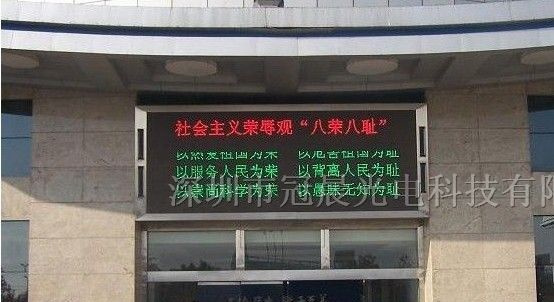 社会主义荣辱观“八荣八耻”
以热爱祖国为荣 以危害祖国为耻
以服务人民为荣 以背离人民为耻
以崇尚科学为荣 以愚昧无知为耻
深圳市冠晨光电科技有限